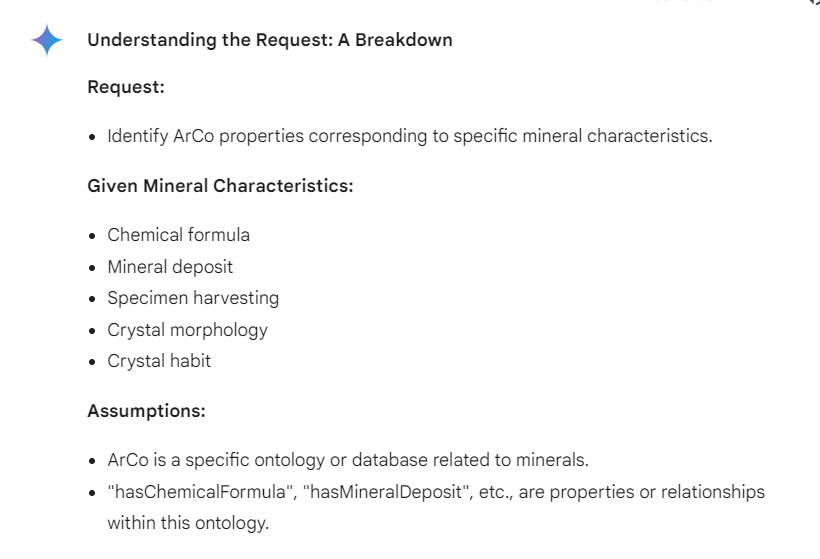 Understanding the Request: A Breakdown
Request:
• Identify ArCo properties corresponding to specific mineral characteristics.
Given Mineral Characteristics:
• Chemical formula
• Mineral deposit
• Specimen harvesting
• Crystal morphology
• Crystal habit
Assumptions:
• ArCo is a specific ontology or database related to minerals.
• "hasChemicalFormula", "hasMineralDeposit", etc., are properties or relationships
within this ontology.